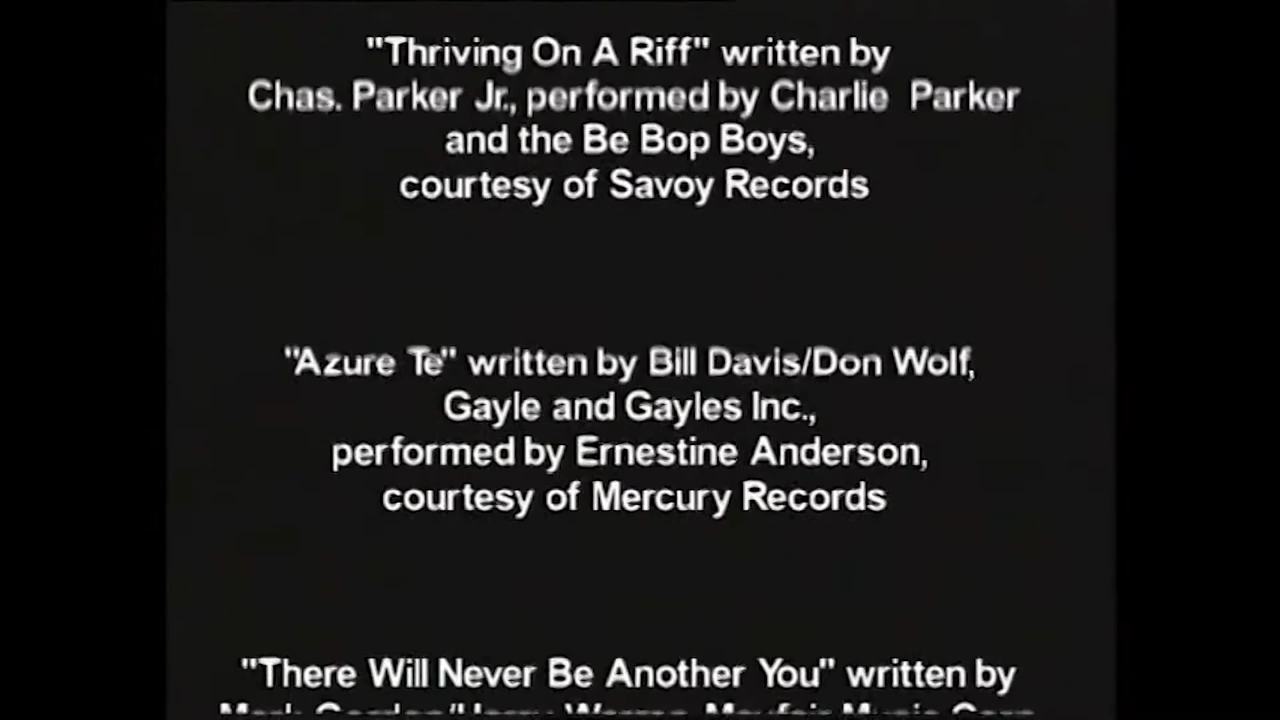 "Thriving On A Riff" written by
Chas. Parker Jr., performed by Charlie Parker
and the Be Bop Boys,
courtesy of Savoy Records
"Azure Te" written by Bill Davis/Don Wolf,
Gayle and Gayles Inc.,
performed by Ernestine Anderson,
courtesy of Mercury Records
"There Will Never Be Another You" written by